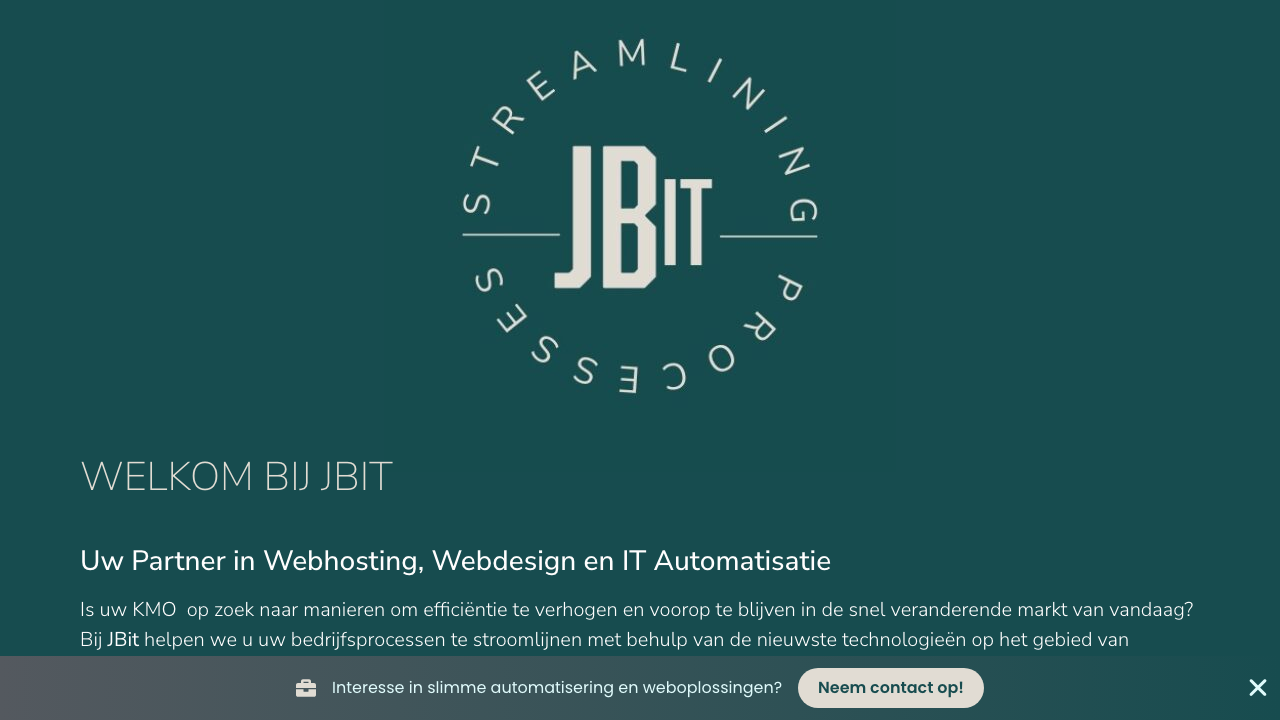 STREAMLINING
JBIT
PROCESSES
WELKOM BIJ JBIT
Uw Partner in Webhosting, Webdesign en IT Automatisatie
Is uw KMO op zoek naar manieren om efficiëntie te verhogen en voorop te blijven in de snel veranderende markt van vandaag?
Bij JBit helpen we u uw bedrijfsprocessen te stroomlijnen met behulp van de nieuwste technologieën op het gebied van
Interesse in slimme automatisering en weboplossingen?
Neem contact op!